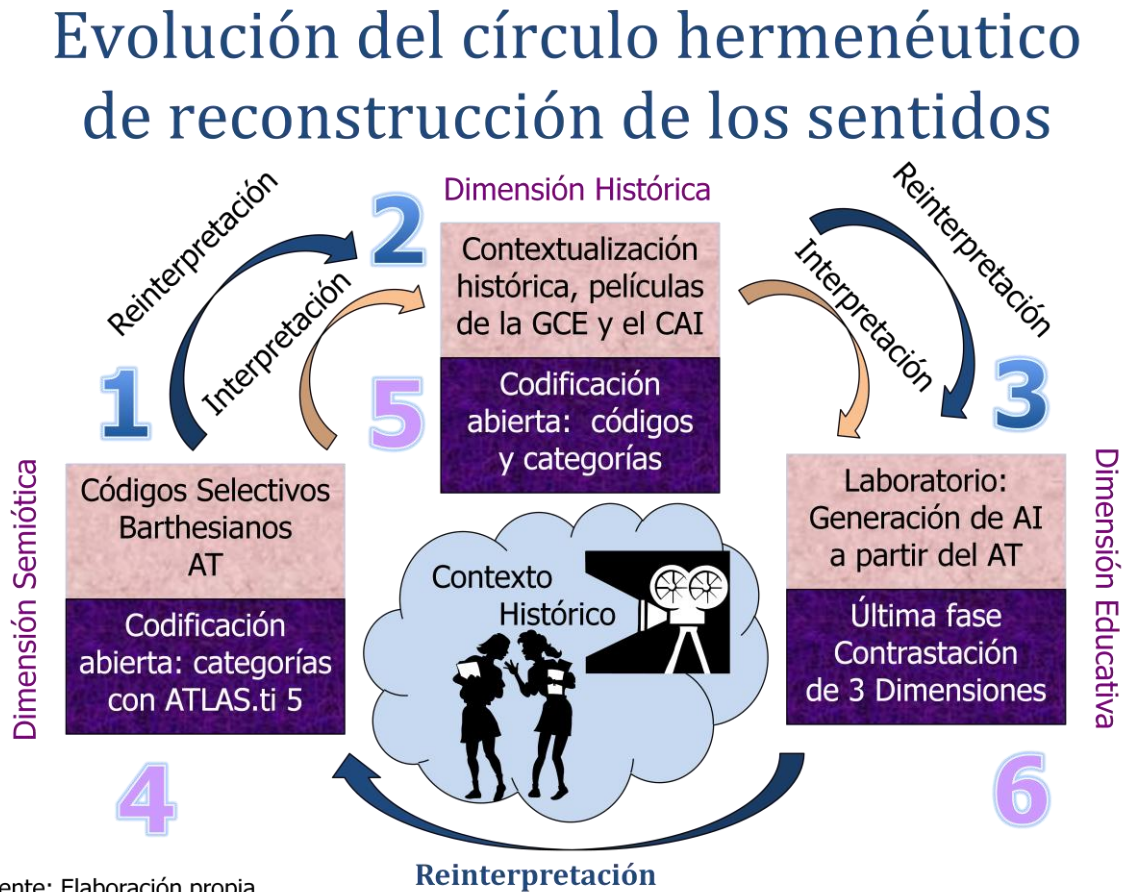 Evolución del círculo hermenéutico
de reconstrucción de los sentidos
Reinterpretación
Interpretación
1
2
Dimensión Histórica
Contextualización
histórica, películas
de la GCE y el CAI
5
Codificación
abierta: códigos
y categorías
Reinterpretación
Interpretación
3
Dimensión Semiótica
Códigos Selectivos
Barthesianos
AT
Codificación
abierta: categorías
con ATLAS.ti 5
4
Contexto
Histórico
Laboratorio:
Generación de AI
a partir del AT
Última fase
Contrastación
de 3 Dimensiones
Dimensión Educativa
6
Reinterpretación
ente: Elaboración propia